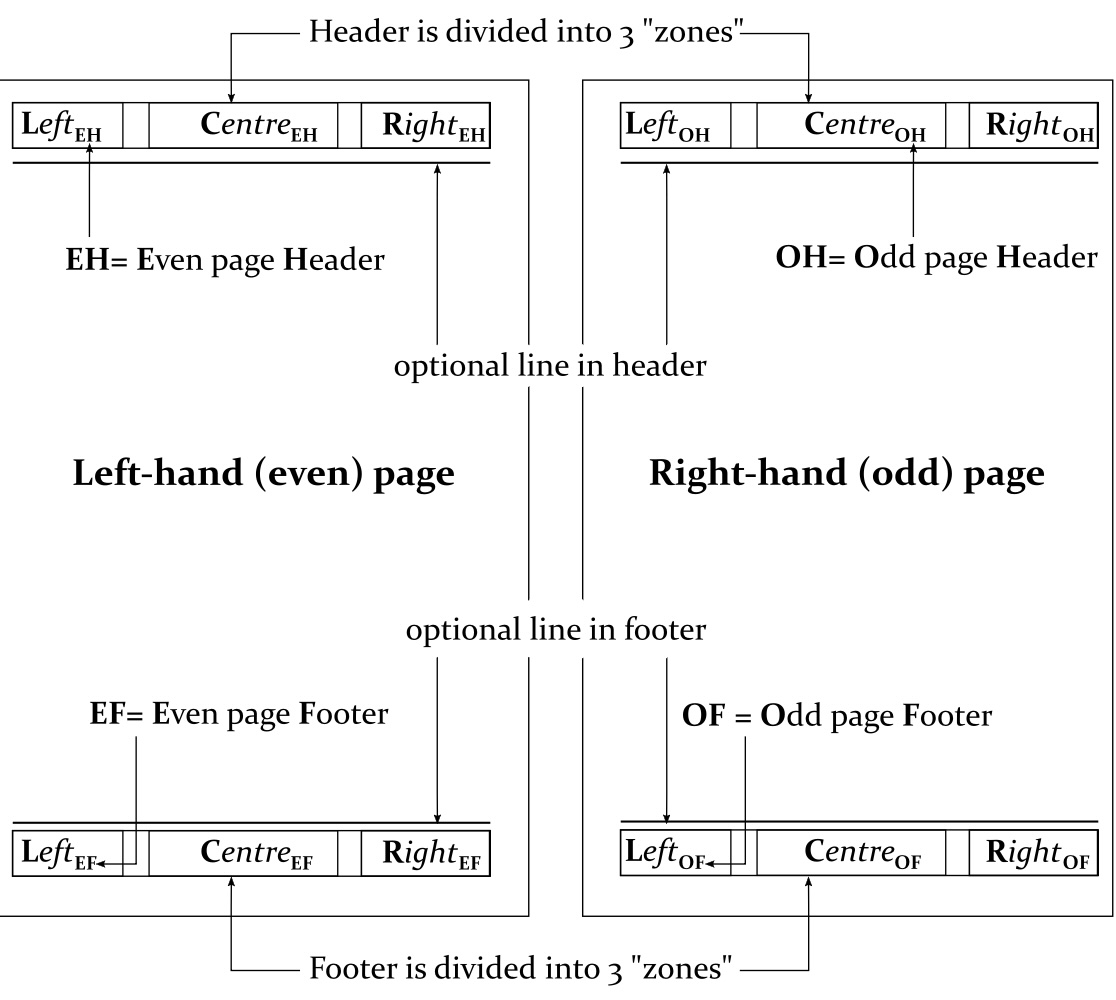 Header is divided into 3 "zones"
LeftEH CentreEH RightEH LeftOH CentreOH RightOH
EH= Even page Header OH= Odd page Header
optional line in header
Left-hand (even) page Right-hand (odd) page
optional line in footer
EF= Even page Footer OF = Odd page Footer
LeftEF CentreEF RightEF LeftOF CentreOF RightOF
Footer is divided into 3 "zones"